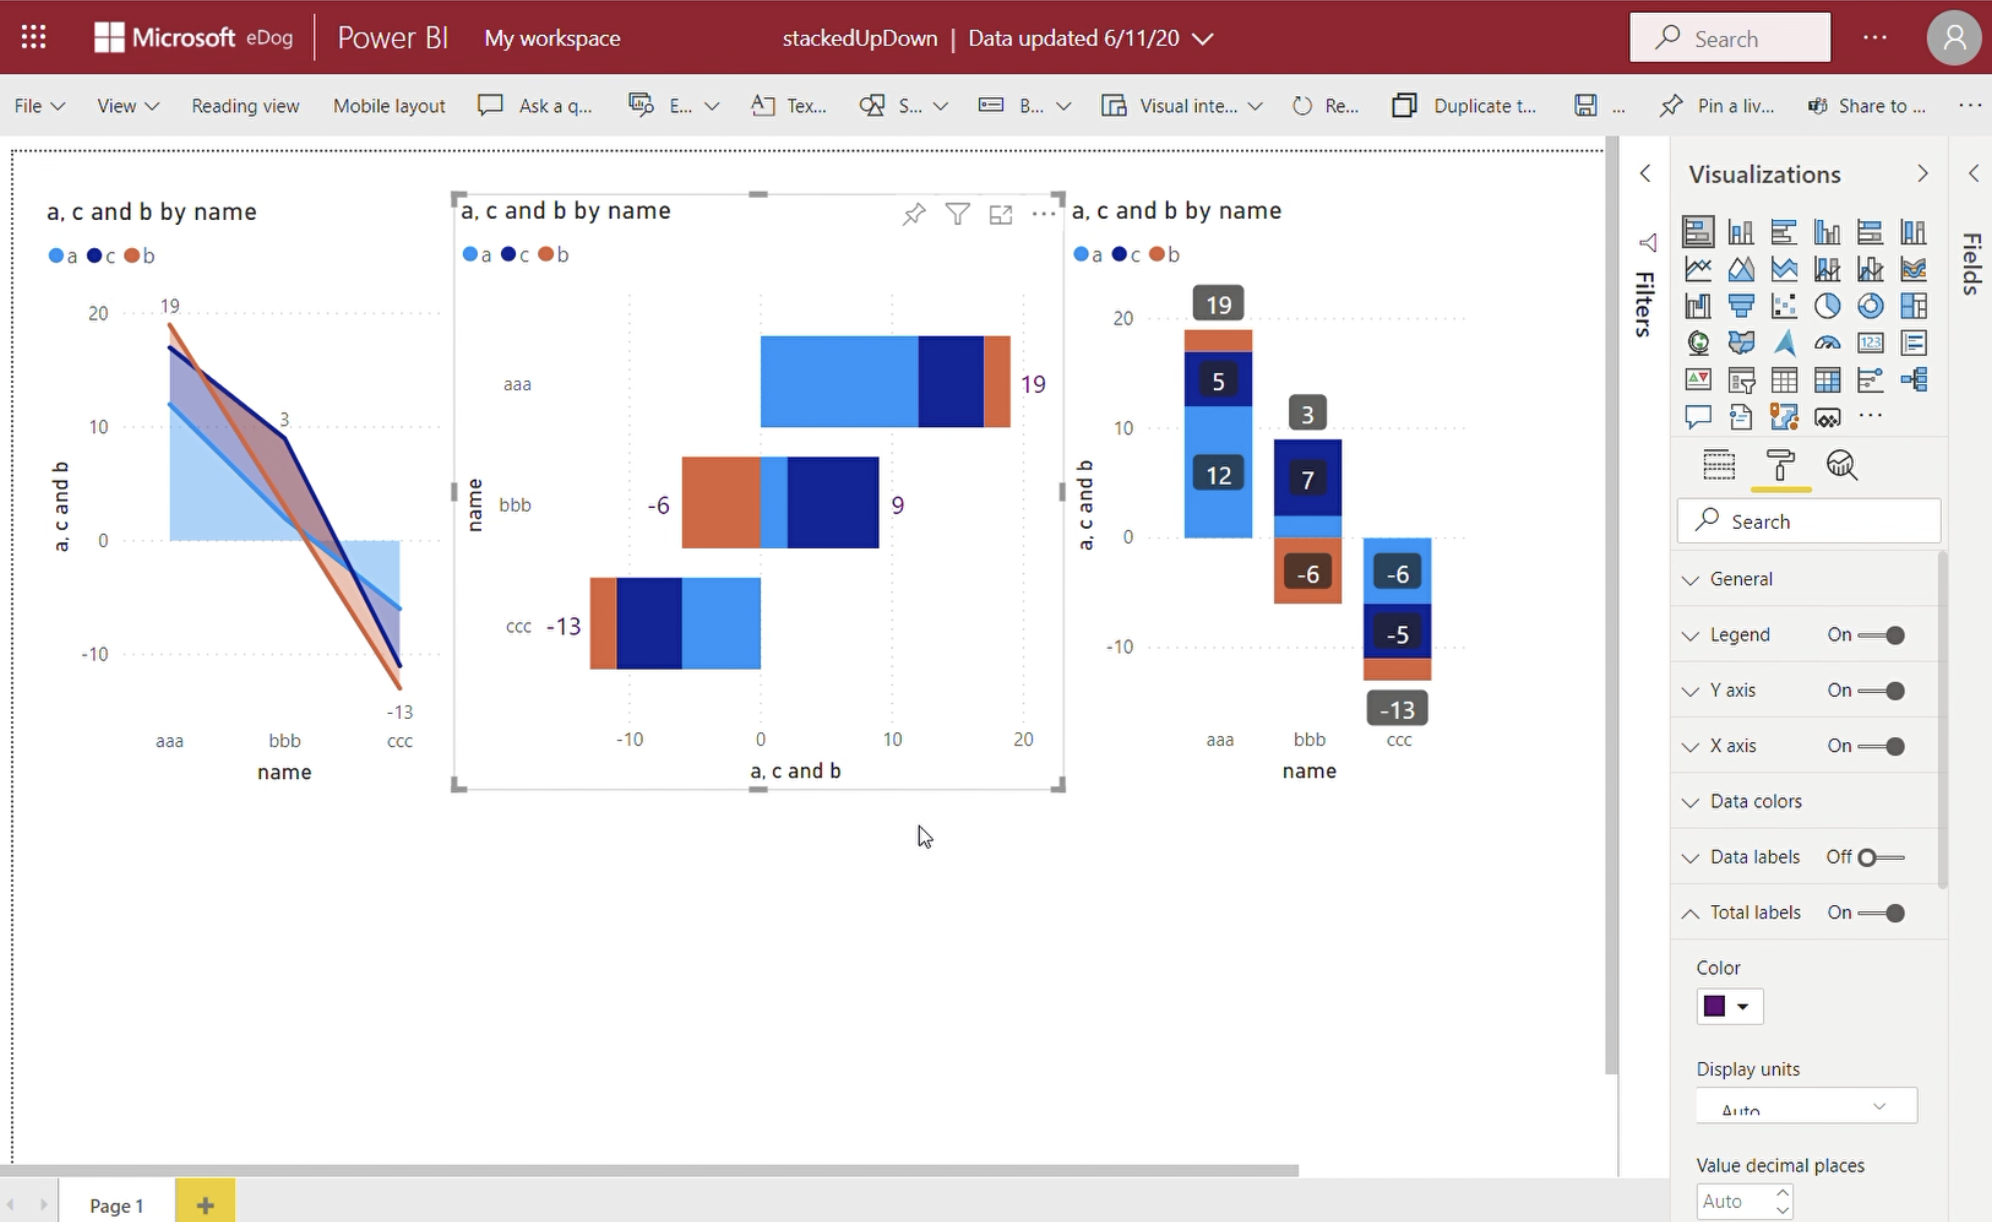 Microsoft eDog Power BI My workspace stackedUpDown | Data updated 6/11/20 Search ...
File View Reading view Mobile layout Ask a q... E... Tex... S... B... Visual inte... Re... Duplicate t... ... Pin a liv... Share to ... ...
a, c and b by name
a c b
20
10
0
-10
19
3
-13
a, c and b
aaa bbb ccc
name
a, c and b by name
a c b
name
aaa 19
bbb -6 9
ccc -13
-10 0 10 20
a, c and b
a, c and b by name
a c b
20
10
0
-10
a, c and b
19
5
12
3
7
-6
-6
-5
-13
aaa bbb ccc
name
Filters
Visualizations
Fields
123
Search
General
Legend On
Y axis On
X axis On
Data colors
Data labels Off
Total labels On
Color
Display units
Auto
Value decimal places
Auto
Page 1 +